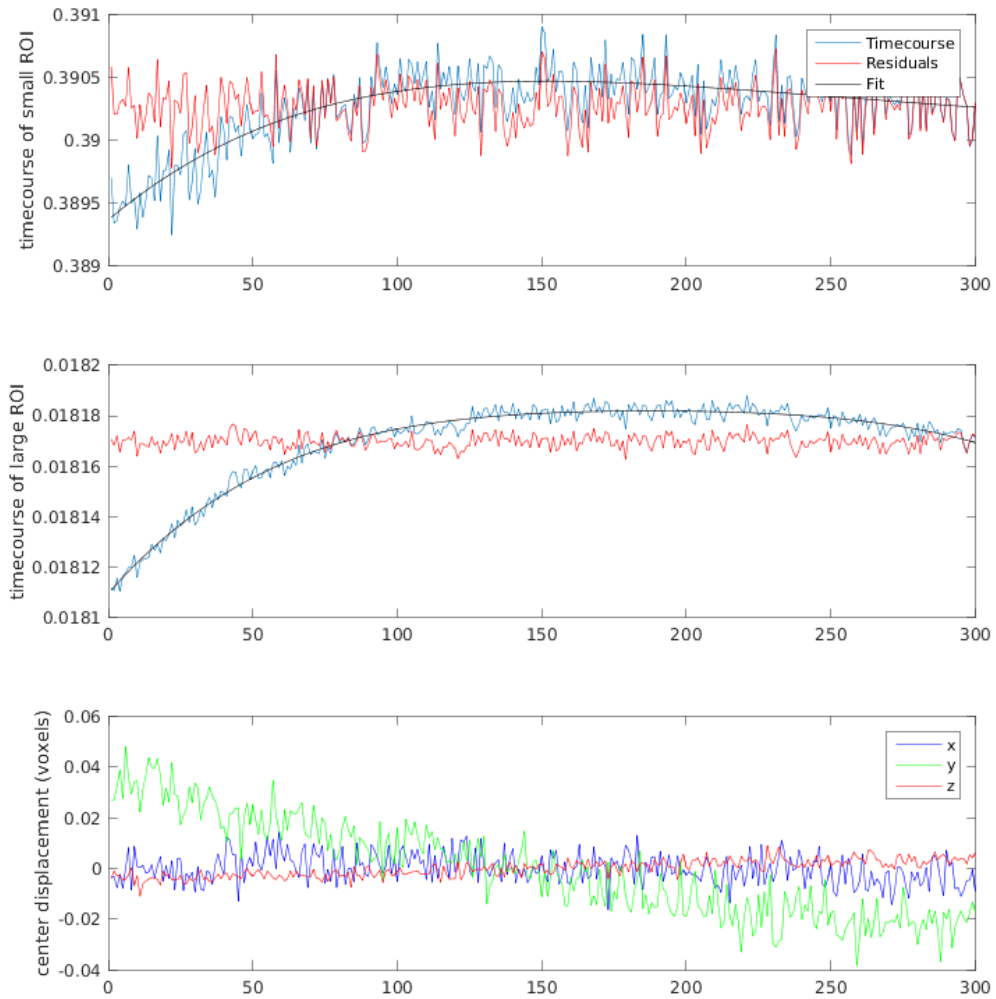 timecourse of small ROI
0.391
0.3905
0.39
0.3895
0.389
Timecourse
Residuals
Fit
0 50 100 150 200 250 300
timecourse of large ROI
0.0182
0.01818
0.01816
0.01814
0.01812
0.0181
0 50 100 150 200 250 300
center displacement (voxels)
0.06
0.04
0.02
0
-0.02
-0.04
x
y
z
0 50 100 150 200 250 300